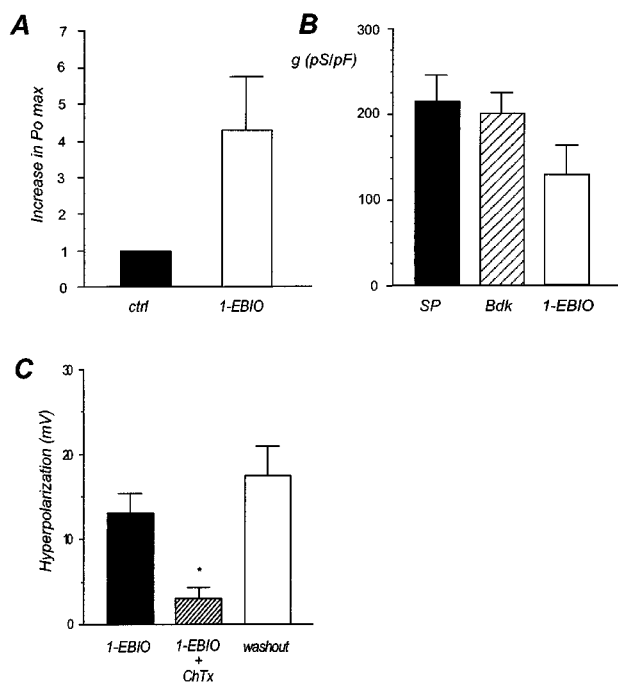 A
Increase in Po max
7
6
5
4
3
2
1
0
ctrl
1-EBIO
B
g (pS/pF)
300
200
100
0
SP
Bdk
1-EBIO
C
Hyperpolarization (mV)
30
20
10
0
*
1-EBIO
1-EBIO
+
ChTx
washout